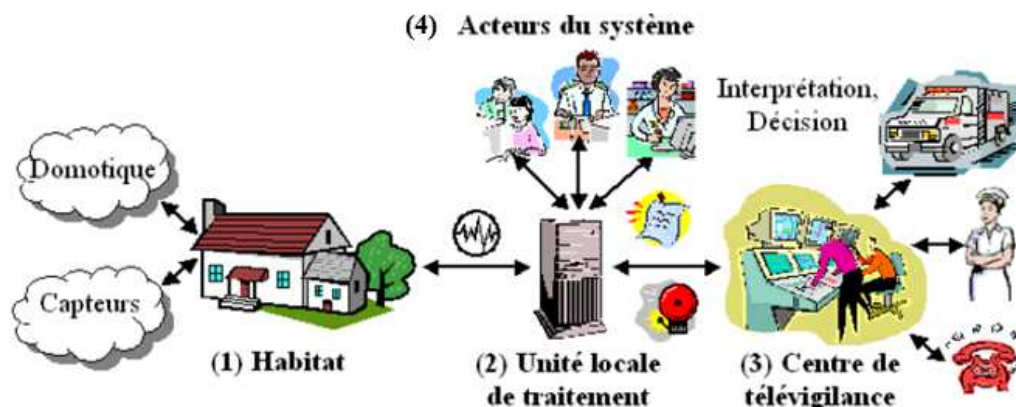 (4) Acteurs du système
Interprétation,
Décision
Domotique
Capteurs
(1) Habitat
(2) Unité locale
de traitement
(3) Centre de
télévigilance